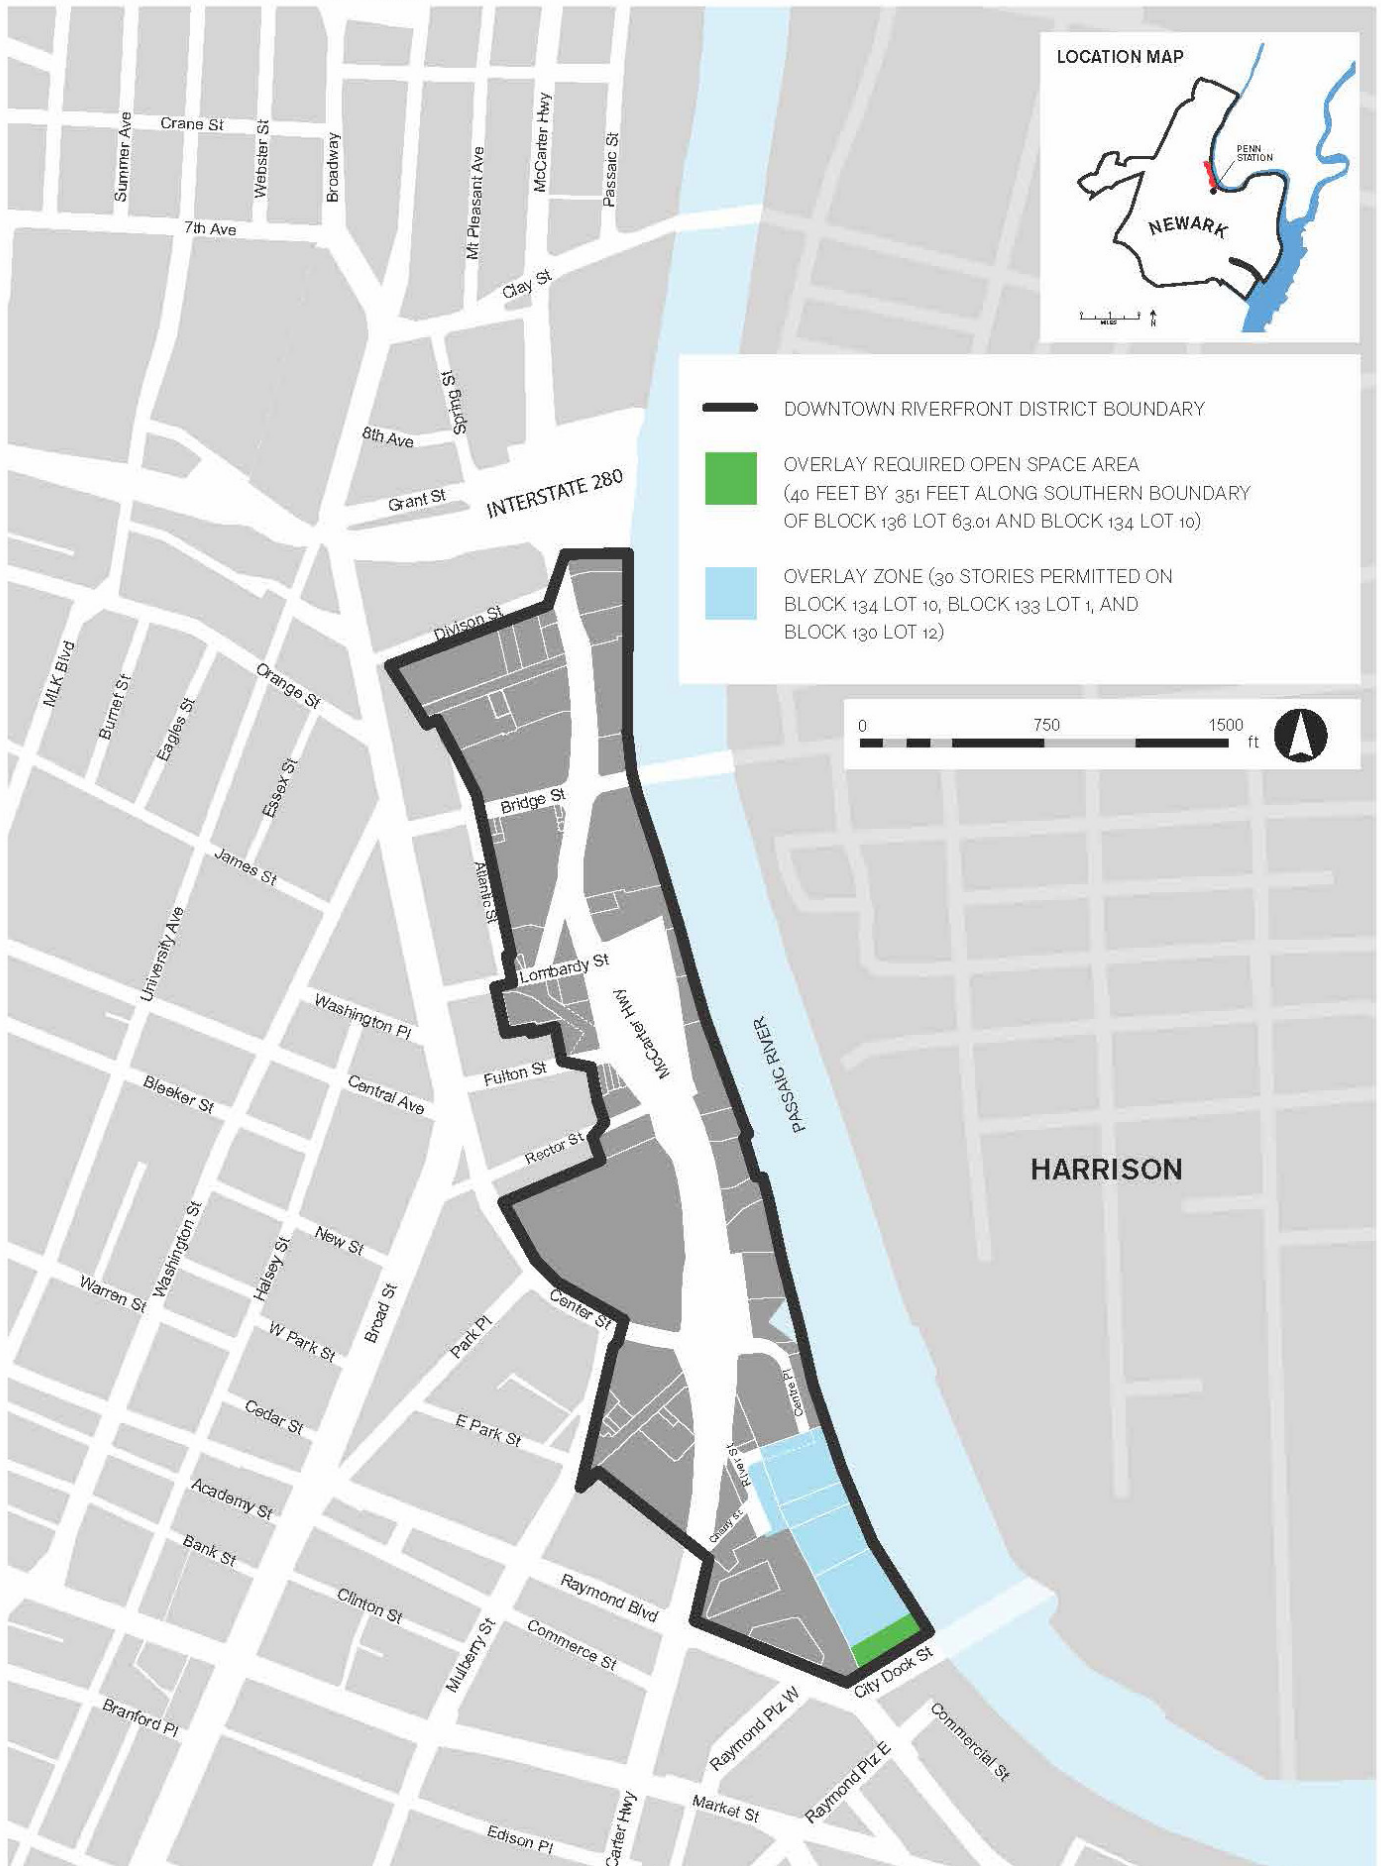 LOCATION MAP
PENN
STATION
NEWARK
0 1
MILES
N
DOWNTOWN RIVERFRONT DISTRICT BOUNDARY
OVERLAY REQUIRED OPEN SPACE AREA
(40 FEET BY 351 FEET ALONG SOUTHERN BOUNDARY
OF BLOCK 136 LOT 63.01 AND BLOCK 134 LOT 10)
OVERLAY ZONE (30 STORIES PERMITTED ON
BLOCK 134 LOT 10, BLOCK 133 LOT 1, AND
BLOCK 130 LOT 12)
0 750 1500
ft
Crane St
Summer Ave
Webster St
Broadway
Mt Pleasant Ave
McCarter Hwy
Passaic St
7th Ave
Clay St
Spring St
8th Ave
Grant St
INTERSTATE 280
Divison St
MLK Blvd
Burnet St
Eagles St
Orange St
Essex St
Bridge St
James St
Atlantic St
University Ave
Lombardy St
Washington Pl
McCarter Hwy
PASSAIC RIVER
Fulton St
Central Ave
Bleeker St
Rector St
HARRISON
Washington St
New St
Halsey St
Warren St
Broad St
Center St
W Park St
Park Pl
Centre Pl
Cedar St
E Park St
River St
Academy St
Charry St
Bank St
Raymond Blvd
Clinton St
Commerce St
Mulberry St
City Dock St
Branford Pl
Raymond Plz W
Commercial St
Raymond Plz E
Market St
Carter Hwy
Edison Pl